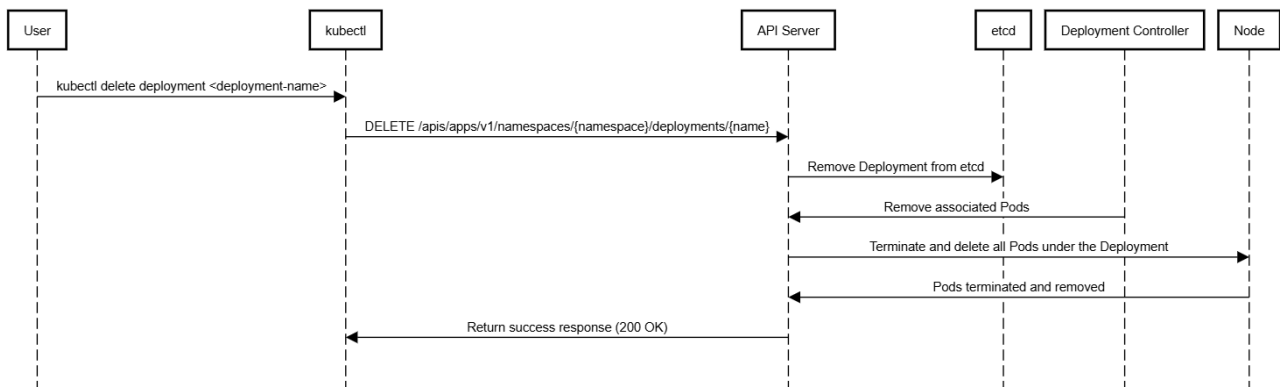 User
kubectl
API Server
etcd
Deployment Controller
Node
kubectl delete deployment <deployment-name>
DELETE /apis/apps/v1/namespaces/{namespace}/deployments/{name}
Remove Deployment from etcd
Remove associated Pods
Terminate and delete all Pods under the Deployment
Pods terminated and removed
Return success response (200 OK)